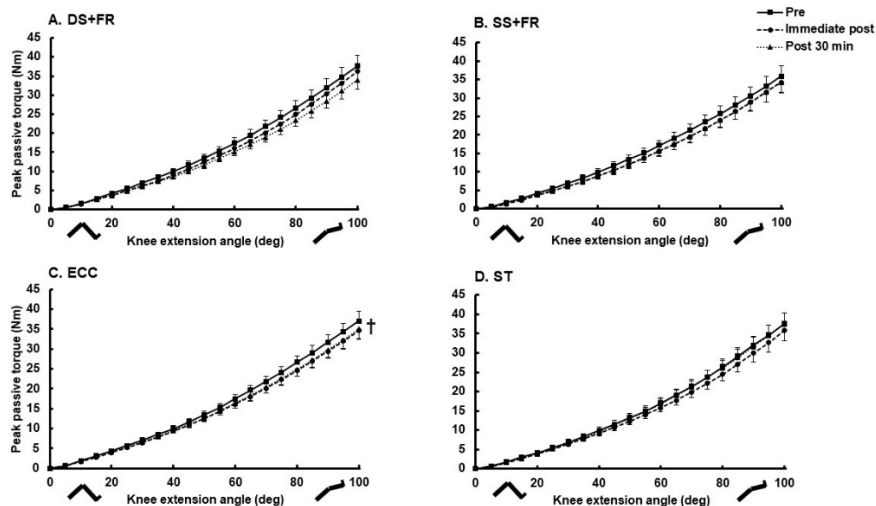 A. DS+FR
B. SS+FR
Pre
Immediate post
Post 30 min
Peak passive torque (Nm)
45
40
35
30
25
20
15
10
5
0
0 20 40 60 80 100
Knee extension angle (deg)
45
40
35
30
25
20
15
10
5
0
0 20 40 60 80 100
Knee extension angle (deg)
C. ECC
D. ST
Peak passive torque (Nm)
45
40
35
30
25
20
15
10
5
0
†
0 20 40 60 80 100
Knee extension angle (deg)
45
40
35
30
25
20
15
10
5
0
0 20 40 60 80 100
Knee extension angle (deg)